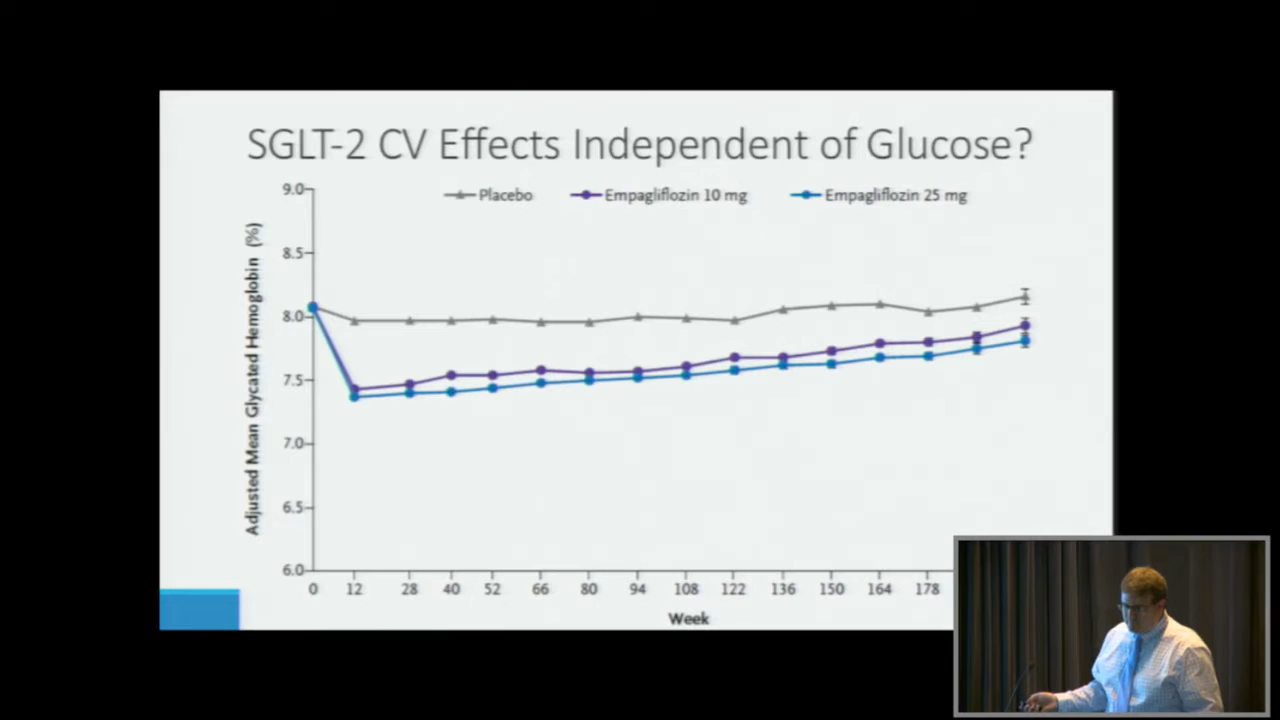 SGLT-2 CV Effects Independent of Glucose?
Placebo
Empagliflozin 10 mg
Empagliflozin 25 mg
Adjusted Mean Glycated Hemoglobin (%)
9.0
8.5
8.0
7.5
7.0
6.5
6.0
0 12 28 40 52 66 80 94 108 122 136 150 164 178
Week